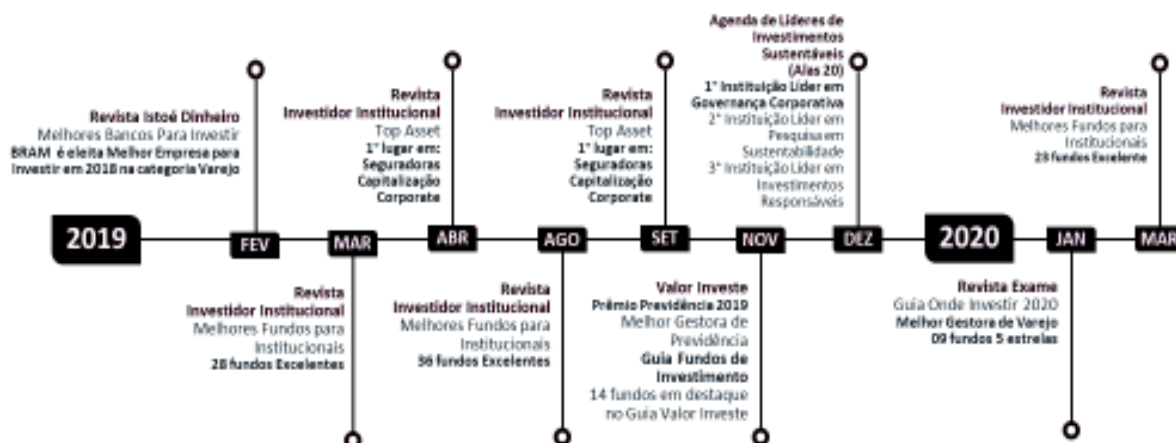 Revista Istoé Dinheiro
Melhores Bancos Para Investir
BRAM é eleita Melhor Empresa para
Investir em 2018 na categoria Varejo
Revista
Investidor Institucional
Top Asset
1° lugar em:
Seguradoras
Capitalização
Corporate
Revista
Investidor Institucional
Top Asset
1° lugar em:
Seguradoras
Capitalização
Corporate
Agenda de Líderes de
Investimentos
Sustentáveis
(Alas 20)
1° Instituição Líder em
Governança Corporativa
2° Instituição Líder em
Pesquisa em
Sustentabilidade
3° Instituição Líder em
Investimentos
Responsáveis
Revista
Investidor Institucional
Melhores Fundos para
Institucionais
23 fundos Excelente
2019
FEV
MAR
ABR
AGO
SET
NOV
DEZ
2020
JAN
MAR
Revista
Investidor Institucional
Melhores Fundos para
Institucionais
28 fundos Excelentes
Revista
Investidor Institucional
Melhores Fundos para
Institucionais
36 fundos Excelentes
Valor Investe
Prêmio Previdência 2019
Melhor Gestora de
Previdência
Guia Fundos de
Investimento
14 fundos em destaque
no Guia Valor Investe
Revista Exame
Guia Onde Investir 2020
Melhor Gestora de Varejo
09 fundos 5 estrelas